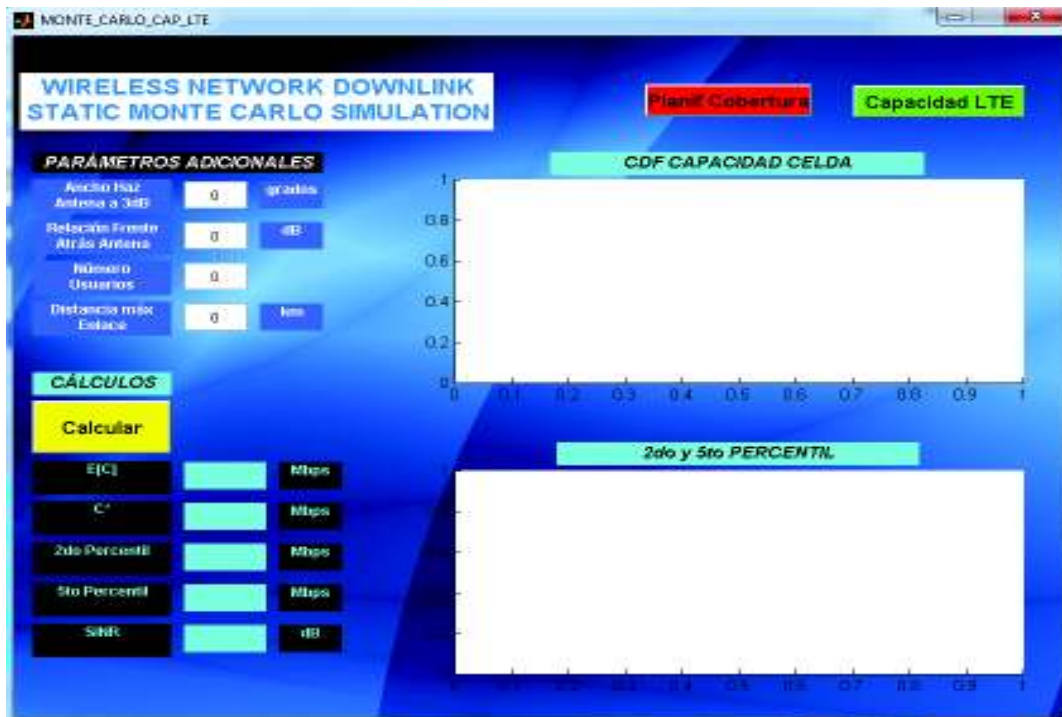 MONTE_CARLO_CAP_LTE
WIRELESS NETWORK DOWNLINK
STATIC MONTE CARLO SIMULATION
Planif Cobertura
Capacidad LTE
PARÁMETROS ADICIONALES
Ancho Haz
Antena a 3dB
0
grados
Relación Frente
Atrás Antena
0
dB
Número
Usuarios
0
Distancia máx
Enlace
0
km
CÁLCULOS
Calcular
E[C]
Mbps
Mbps
2do Percentil
Mbps
5to Percentil
Mbps
SINR
dB
CDF CAPACIDAD CELDA
1
0.8
0.6
0.4
0.2
0
0 0.1 0.2 0.3 0.4 0.5 0.6 0.7 0.8 0.9 1
2do y 5to PERCENTIL
0 0.1 0.2 0.3 0.4 0.5 0.6 0.7 0.8 0.9 1